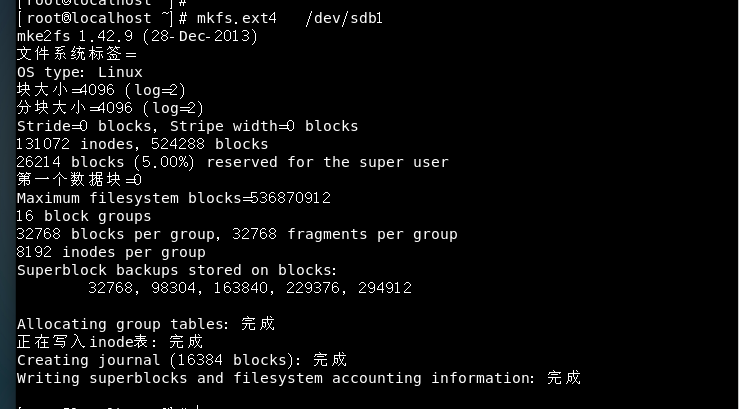 [root@localhost ~]#
[root@localhost ~]# mkfs.ext4   /dev/sdb1
mke2fs 1.42.9 (28-Dec-2013)
文件系统标签=
OS type: Linux
块大小=4096 (log=2)
分块大小=4096 (log=2)
Stride=0 blocks, Stripe width=0 blocks
131072 inodes, 524288 blocks
26214 blocks (5.00%) reserved for the super user
第一个数据块=0
Maximum filesystem blocks=536870912
16 block groups
32768 blocks per group, 32768 fragments per group
8192 inodes per group
Superblock backups stored on blocks:
32768, 98304, 163840, 229376, 294912
Allocating group tables: 完成
正在写入inode表: 完成
Creating journal (16384 blocks): 完成
Writing superblocks and filesystem accounting information: 完成